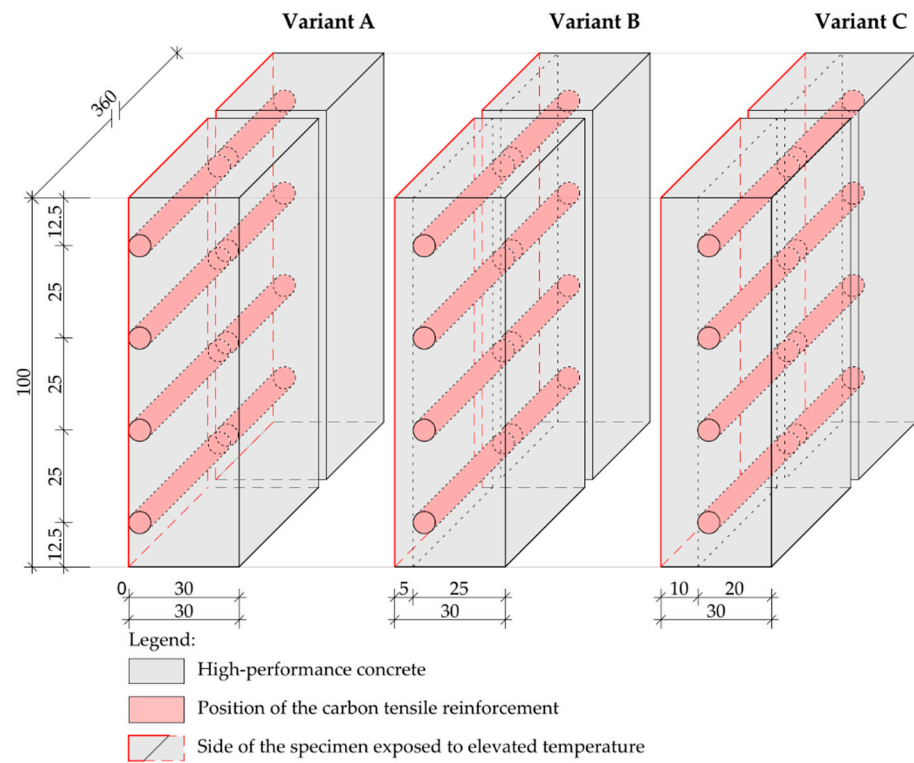 Variant A
Variant B
Variant C
360
100
12.5
25
25
25
12.5
0 30
30
5 25
30
10 20
30
Legend:
High-performance concrete
Position of the carbon tensile reinforcement
Side of the specimen exposed to elevated temperature